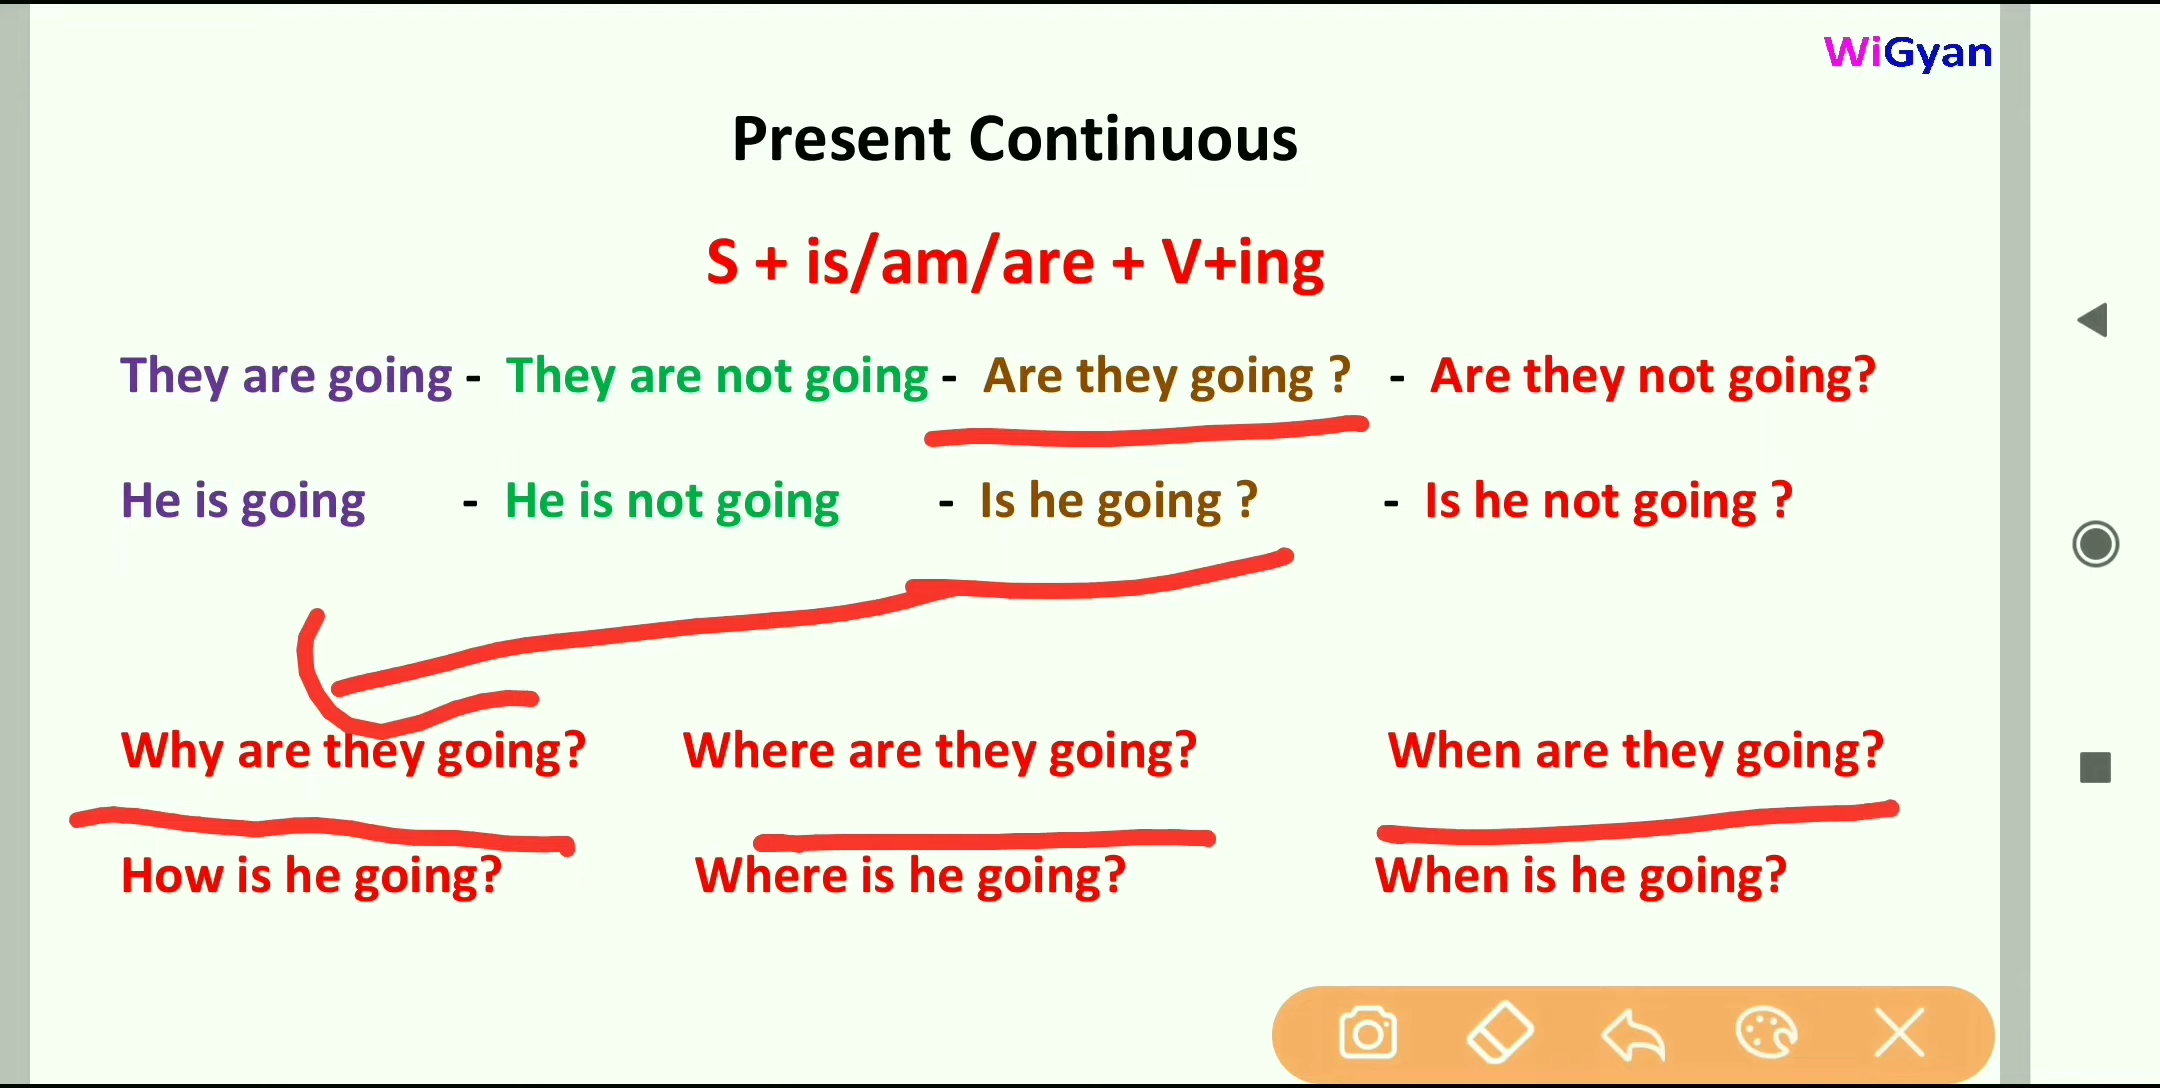 WiGyan
Present Continuous
S + is/am/are + V+ing
They are going - They are not going - Are they going ? - Are they not going?
He is going - He is not going - Is he going ? - Is he not going ?
Why are they going? Where are they going? When are they going?
How is he going? Where is he going? When is he going?